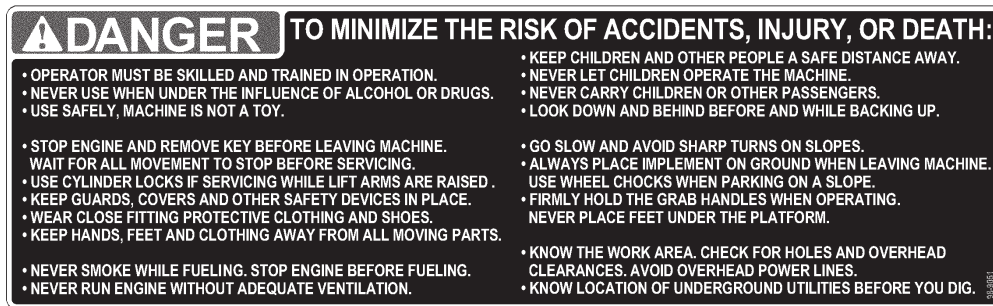 DANGER
TO MINIMIZE THE RISK OF ACCIDENTS, INJURY, OR DEATH:
• OPERATOR MUST BE SKILLED AND TRAINED IN OPERATION.
• NEVER USE WHEN UNDER THE INFLUENCE OF ALCOHOL OR DRUGS.
• USE SAFELY, MACHINE IS NOT A TOY.
• STOP ENGINE AND REMOVE KEY BEFORE LEAVING MACHINE.
WAIT FOR ALL MOVEMENT TO STOP BEFORE SERVICING.
• USE CYLINDER LOCKS IF SERVICING WHILE LIFT ARMS ARE RAISED .
• KEEP GUARDS, COVERS AND OTHER SAFETY DEVICES IN PLACE.
• WEAR CLOSE FITTING PROTECTIVE CLOTHING AND SHOES.
• KEEP HANDS, FEET AND CLOTHING AWAY FROM ALL MOVING PARTS.
• NEVER SMOKE WHILE FUELING. STOP ENGINE BEFORE FUELING.
• NEVER RUN ENGINE WITHOUT ADEQUATE VENTILATION.
• KEEP CHILDREN AND OTHER PEOPLE A SAFE DISTANCE AWAY.
• NEVER LET CHILDREN OPERATE THE MACHINE.
• NEVER CARRY CHILDREN OR OTHER PASSENGERS.
• LOOK DOWN AND BEHIND BEFORE AND WHILE BACKING UP.
• GO SLOW AND AVOID SHARP TURNS ON SLOPES.
• ALWAYS PLACE IMPLEMENT ON GROUND WHEN LEAVING MACHINE.
USE WHEEL CHOCKS WHEN PARKING ON A SLOPE.
• FIRMLY HOLD THE GRAB HANDLES WHEN OPERATING.
NEVER PLACE FEET UNDER THE PLATFORM.
• KNOW THE WORK AREA. CHECK FOR HOLES AND OVERHEAD
CLEARANCES. AVOID OVERHEAD POWER LINES.
• KNOW LOCATION OF UNDERGROUND UTILITIES BEFORE YOU DIG.